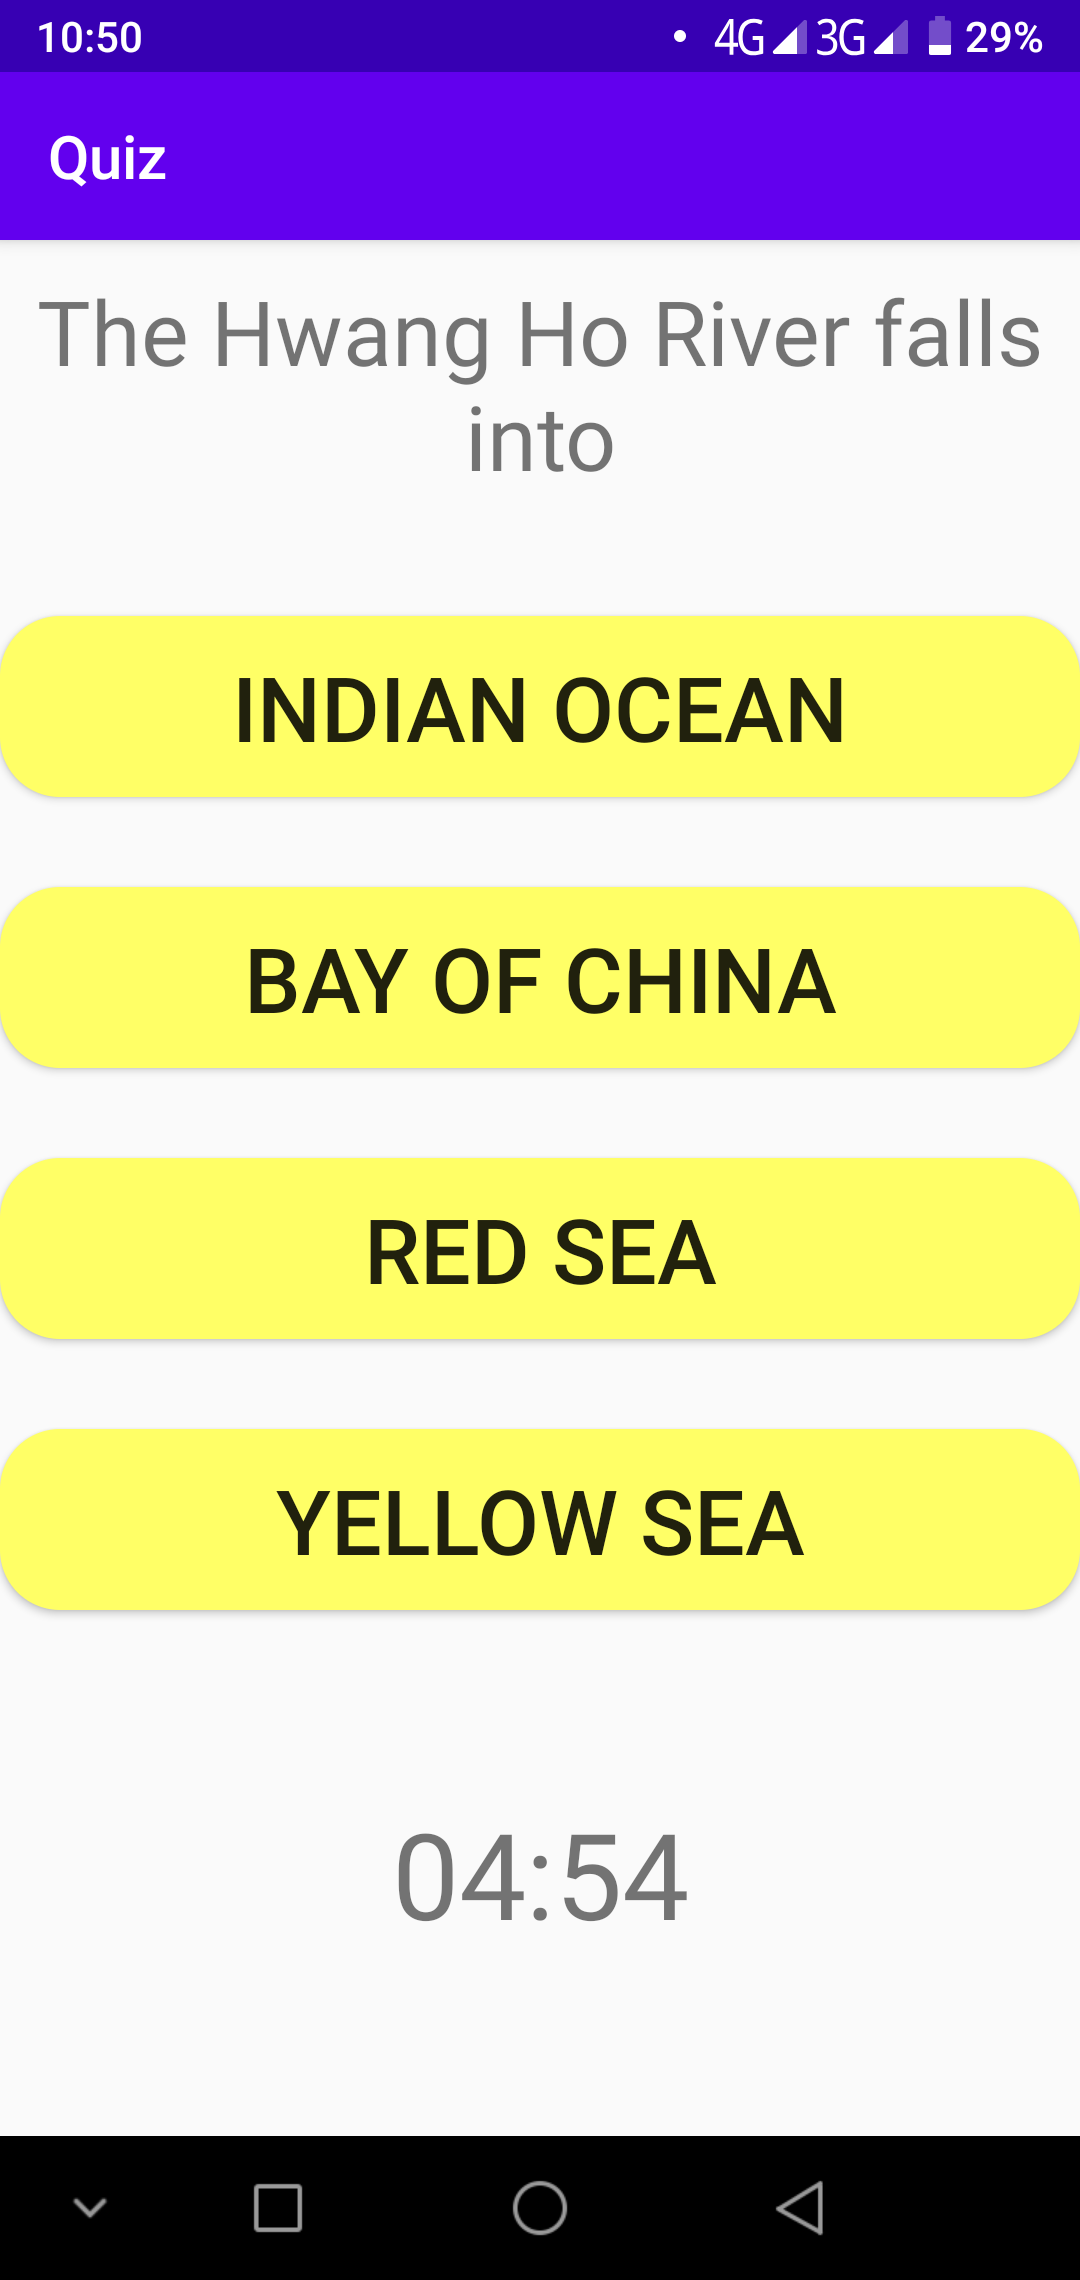 10:50 4G 3G 29%
Quiz
The Hwang Ho River falls
into
INDIAN OCEAN
BAY OF CHINA
RED SEA
YELLOW SEA
04:54